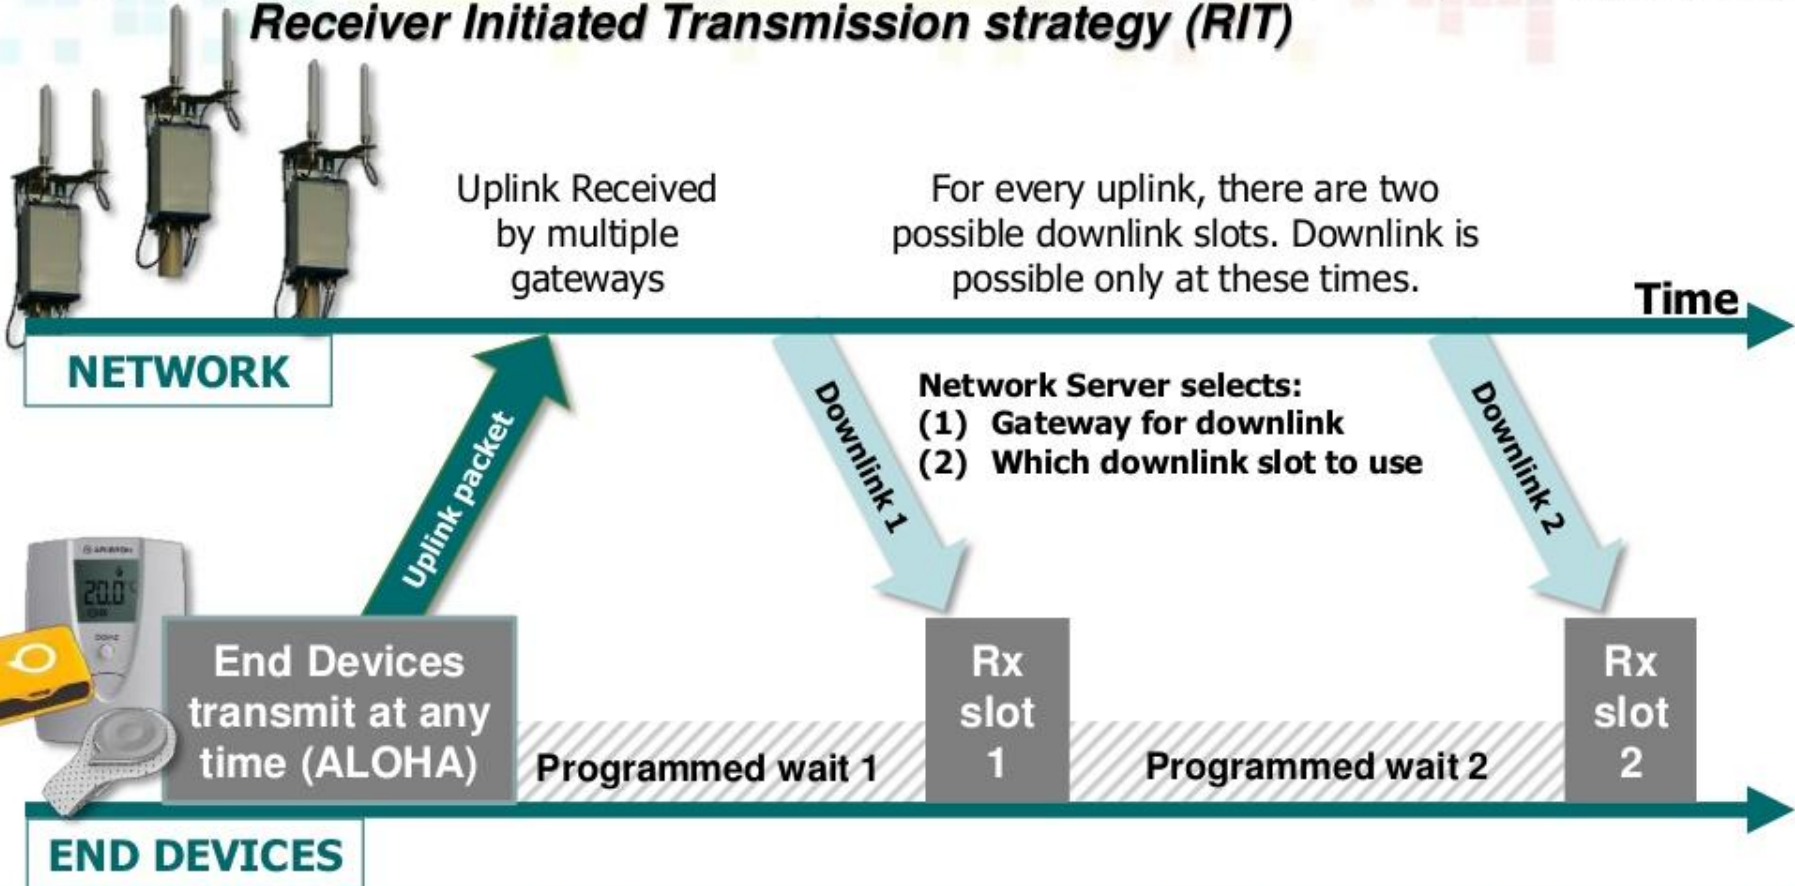 Receiver Initiated Transmission strategy (RIT)
Uplink Received
by multiple
gateways
For every uplink, there are two
possible downlink slots. Downlink is
possible only at these times.
Time
NETWORK
Uplink packet
Downlink 1
Network Server selects:
(1) Gateway for downlink
(2) Which downlink slot to use
Downlink 2
20.0
End Devices
transmit at any
time (ALOHA)
Programmed wait 1
Rx
slot
1
Programmed wait 2
Rx
slot
2
END DEVICES